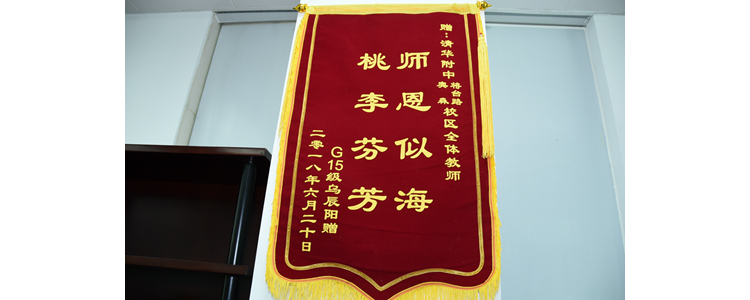 赠：清华附中将台路奥森校区全体教师
师恩似海
桃李芬芳
G15级乌辰阳赠
二零一八年六月二十日